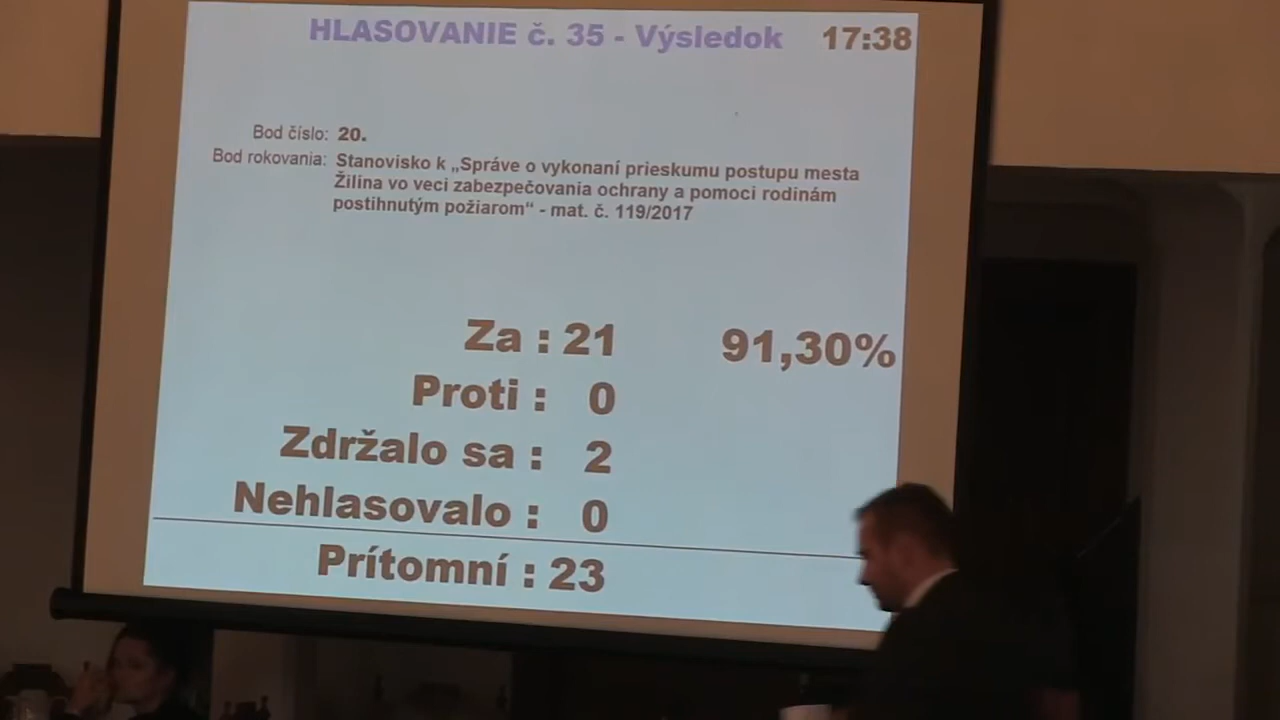 HLASOVANIE č. 35 - Výsledok 17:38
Bod číslo: 20.
Bod rokovania: Stanovisko k „Správe o vykonaní prieskumu postupu mesta
Žilina vo veci zabezpečovania ochrany a pomoci rodinám
postihnutým požiarom“ - mat. č. 119/2017
Za : 21 91,30%
Proti : 0
Zdržalo sa : 2
Nehlasovalo : 0
Prítomní : 23